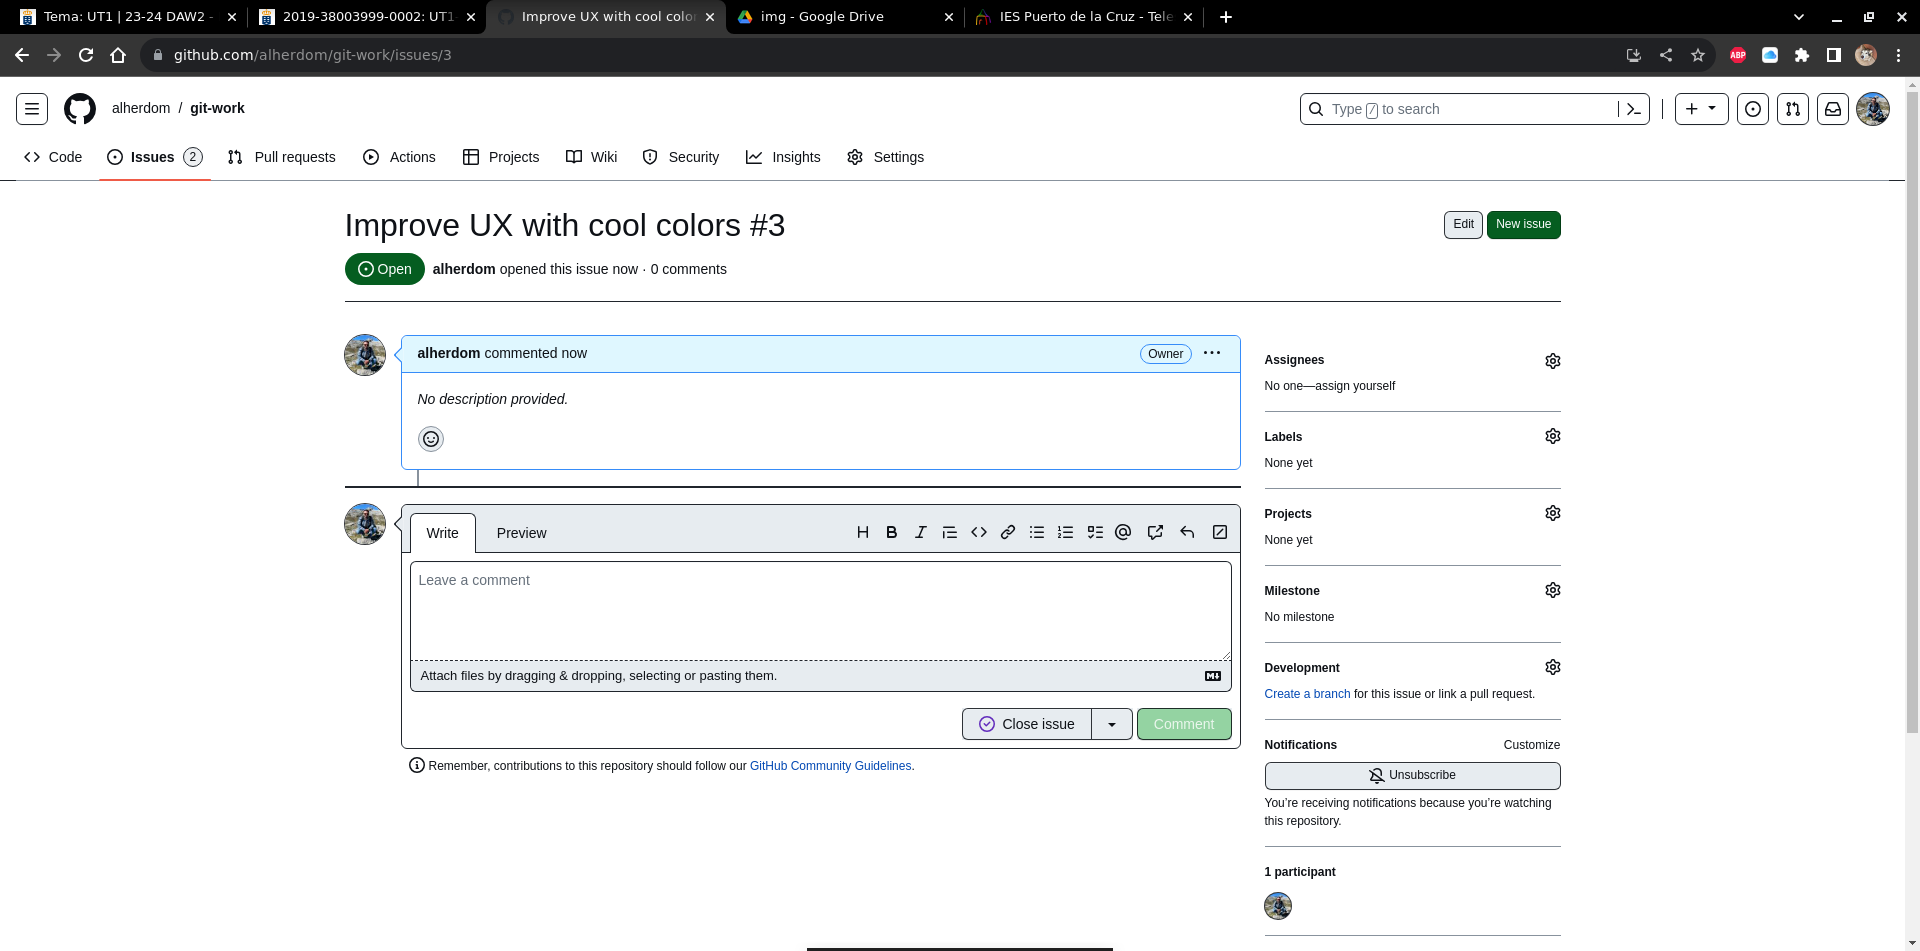 Tema: UT1 | 23-24 DAW2 -
2019-38003999-0002: UT1-
Improve UX with cool color
img - Google Drive
IES Puerto de la Cruz - Tele
github.com/alherdom/git-work/issues/3
ABP
alherdom / git-work
Type / to search
Code
Issues 2
Pull requests
Actions
Projects
Wiki
Security
Insights
Settings
Improve UX with cool colors #3
Edit
New issue
Open
alherdom opened this issue now · 0 comments
alherdom commented now
Owner
No description provided.
Write
Preview
Leave a comment
Attach files by dragging & dropping, selecting or pasting them.
Close issue
Comment
Remember, contributions to this repository should follow our GitHub Community Guidelines.
Assignees
No one—assign yourself
Labels
None yet
Projects
None yet
Milestone
No milestone
Development
Create a branch for this issue or link a pull request.
Notifications
Customize
Unsubscribe
You’re receiving notifications because you’re watching
this repository.
1 participant